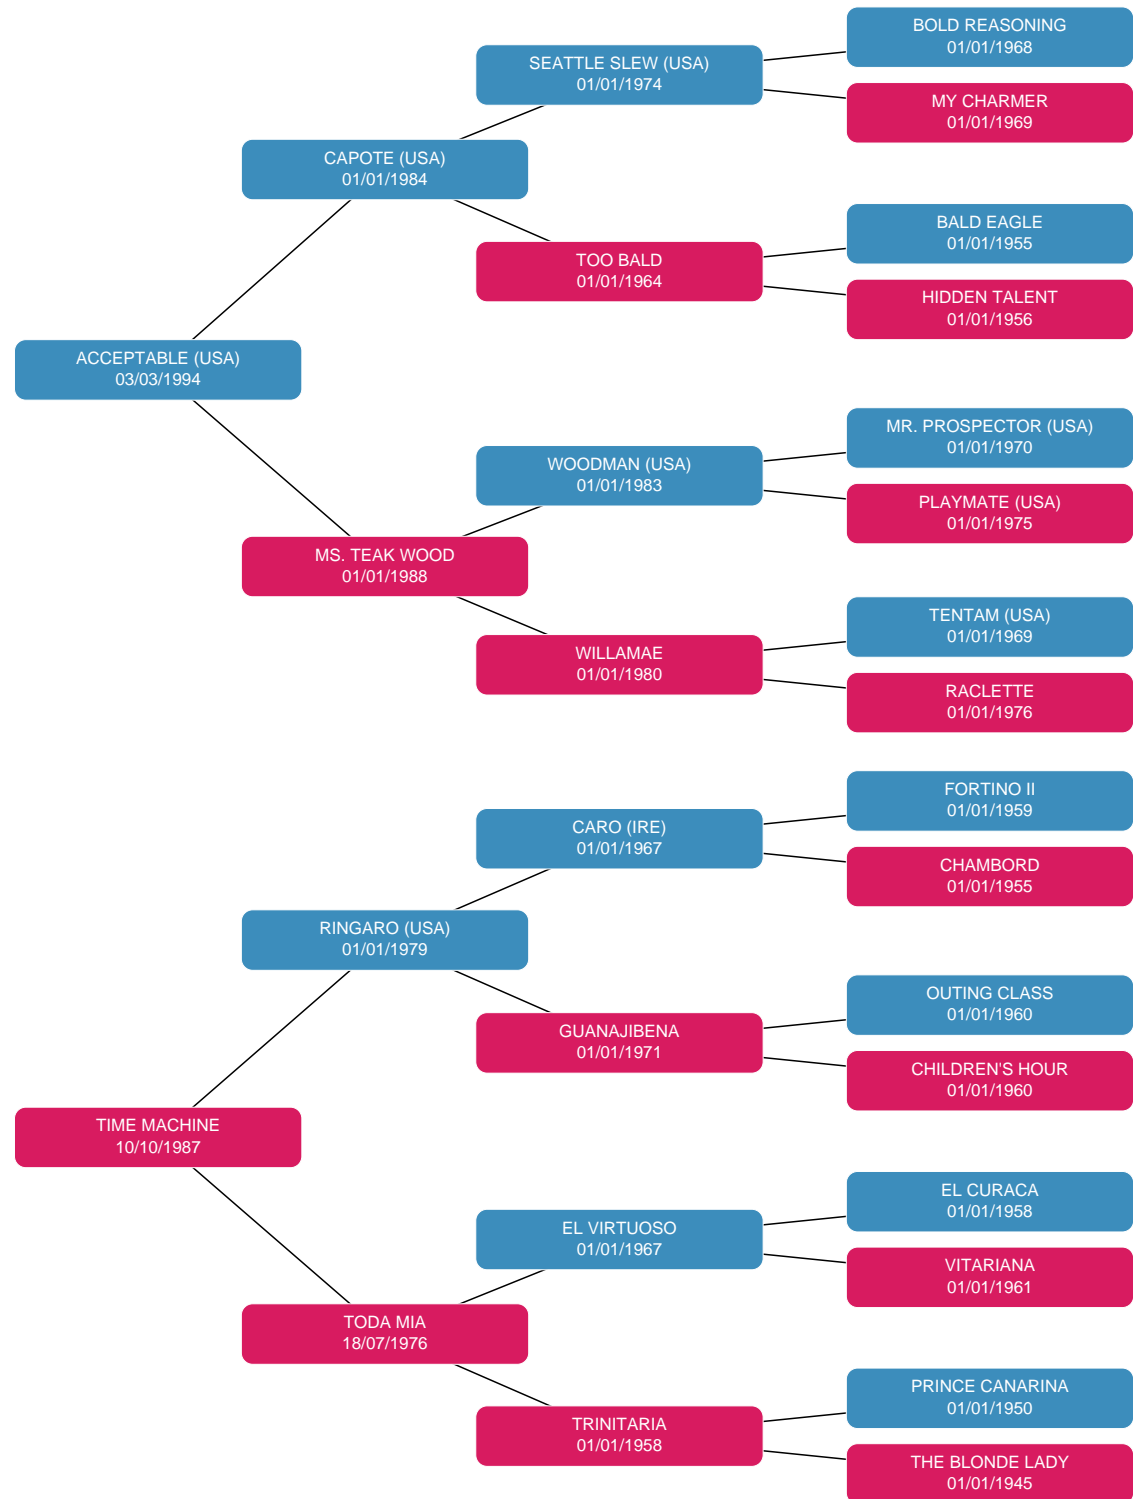 BOLD REASONING
01/01/1968
SEATTLE SLEW (USA)
01/01/1974
MY CHARMER
01/01/1969
CAPOTE (USA)
01/01/1984
BALD EAGLE
01/01/1955
TOO BALD
01/01/1964
HIDDEN TALENT
01/01/1956
ACCEPTABLE (USA)
03/03/1994
MR. PROSPECTOR (USA)
01/01/1970
WOODMAN (USA)
01/01/1983
PLAYMATE (USA)
01/01/1975
MS. TEAK WOOD
01/01/1988
TENTAM (USA)
01/01/1969
WILLAMAE
01/01/1980
RACLETTE
01/01/1976
FORTINO II
01/01/1959
CARO (IRE)
01/01/1967
CHAMBORD
01/01/1955
RINGARO (USA)
01/01/1979
OUTING CLASS
01/01/1960
GUANAJIBENA
01/01/1971
CHILDREN'S HOUR
01/01/1960
TIME MACHINE
10/10/1987
EL CURACA
01/01/1958
EL VIRTUOSO
01/01/1967
VITARIANA
01/01/1961
TODA MIA
18/07/1976
PRINCE CANARINA
01/01/1950
TRINITARIA
01/01/1958
THE BLONDE LADY
01/01/1945